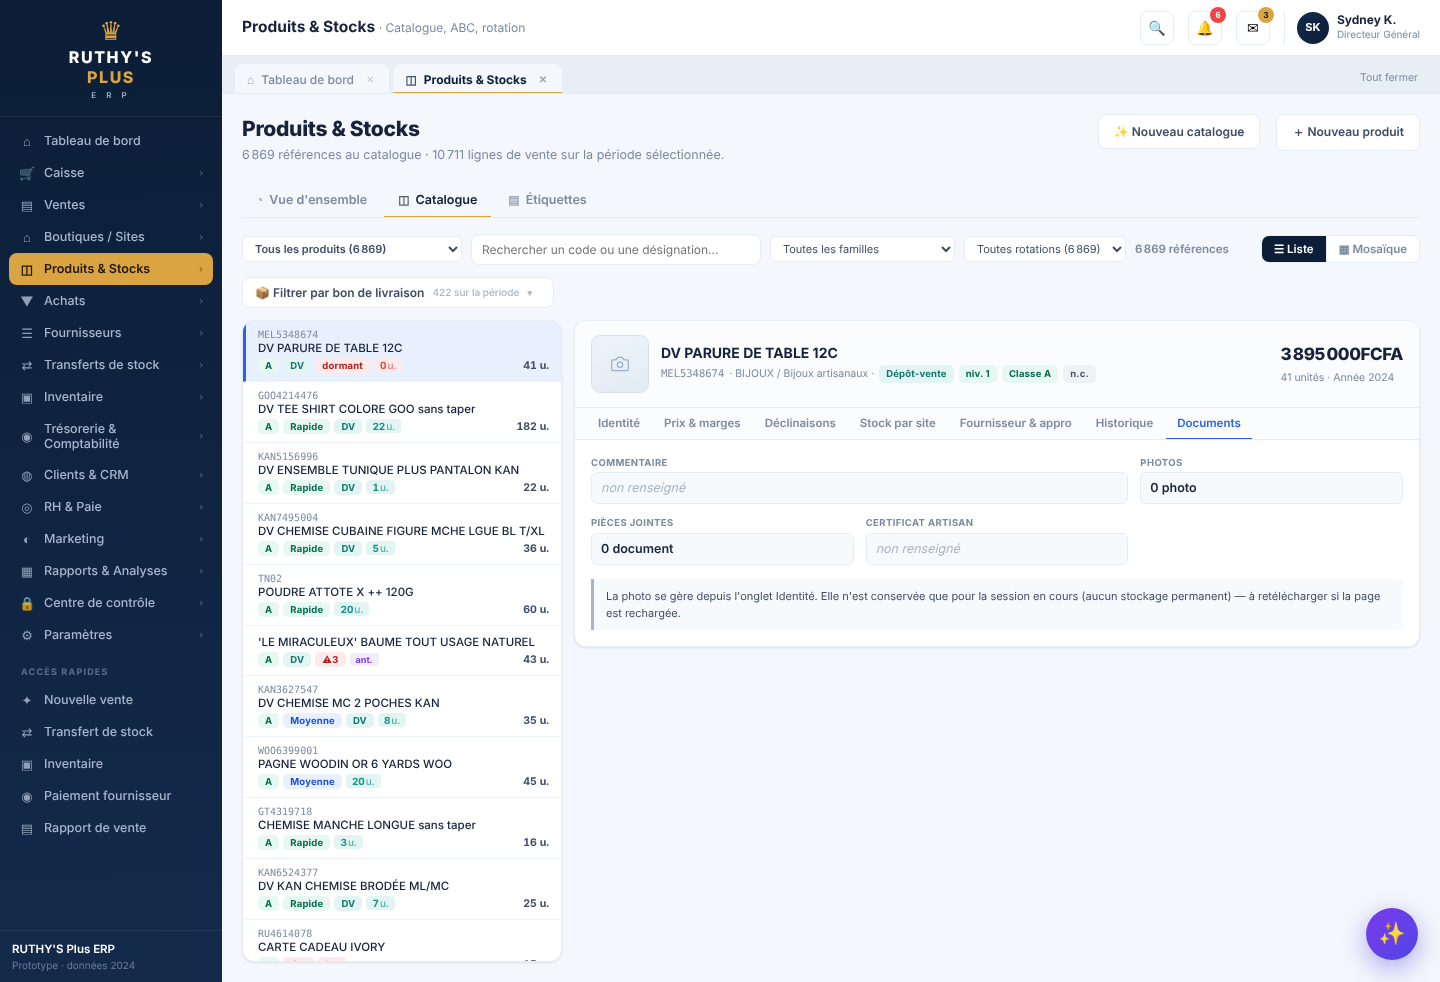 RUTHY'S
PLUS
E R P
Tableau de bord
Caisse
Ventes
Boutiques / Sites
Produits & Stocks
Achats
Fournisseurs
Transferts de stock
Inventaire
Trésorerie &
Comptabilité
Clients & CRM
RH & Paie
Marketing
Rapports & Analyses
Centre de contrôle
Paramètres
ACCÈS RAPIDES
Nouvelle vente
Transfert de stock
Inventaire
Paiement fournisseur
Rapport de vente
RUTHY'S Plus ERP
Prototype · données 2024
Produits & Stocks · Catalogue, ABC, rotation
6
3
SK
Sydney K.
Directeur Général
Tableau de bord ×
Produits & Stocks ×
Tout fermer
Produits & Stocks
6 869 références au catalogue · 10 711 lignes de vente sur la période sélectionnée.
✨ Nouveau catalogue
+ Nouveau produit
Vue d'ensemble
Catalogue
Étiquettes
Tous les produits (6 869)
Rechercher un code ou une désignation...
Toutes les familles
Toutes rotations (6 869)
6 869 références
☰ Liste
Mosaïque
Filtrer par bon de livraison 422 sur la période ▾
MEL5348674
DV PARURE DE TABLE 12C
A DV dormant 0 u. 41 u.
GOO4214476
DV TEE SHIRT COLORE GOO sans taper
A Rapide DV 22 u. 182 u.
KAN5156996
DV ENSEMBLE TUNIQUE PLUS PANTALON KAN
A Rapide DV 1 u. 22 u.
KAN7495004
DV CHEMISE CUBAINE FIGURE MCHE LGUE BL T/XL
A Rapide DV 5 u. 36 u.
TN02
POUDRE ATTOTE X ++ 120G
A Rapide 20 u. 60 u.
'LE MIRACULEUX' BAUME TOUT USAGE NATUREL
A DV ⚠3 ant. 43 u.
KAN3627547
DV CHEMISE MC 2 POCHES KAN
A Moyenne DV 8 u. 35 u.
WOO6399001
PAGNE WOODIN OR 6 YARDS WOO
A Moyenne 20 u. 45 u.
GT4319718
CHEMISE MANCHE LONGUE sans taper
A Rapide 3 u. 16 u.
KAN6524377
DV KAN CHEMISE BRODÉE ML/MC
A Rapide DV 7 u. 25 u.
RU4614078
CARTE CADEAU IVORY
DV PARURE DE TABLE 12C
MEL5348674 · BIJOUX / Bijoux artisanaux · Dépôt-vente niv. 1 Classe A n.c.
3 895 000 FCFA
41 unités · Année 2024
Identité
Prix & marges
Déclinaisons
Stock par site
Fournisseur & appro
Historique
Documents
COMMENTAIRE
non renseigné
PHOTOS
0 photo
PIÈCES JOINTES
0 document
CERTIFICAT ARTISAN
non renseigné
La photo se gère depuis l'onglet Identité. Elle n'est conservée que pour la session en cours (aucun stockage permanent) — à retélécharger si la page
est rechargée.